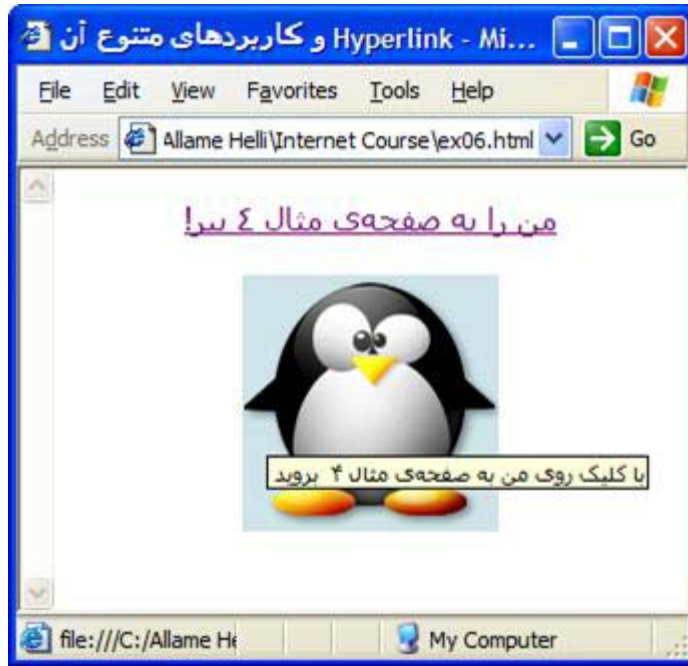 Hyperlink - Mi... و کاربردهای متنوع آن
File Edit View Favorites Tools Help
Address Allame Helli\Internet Course\ex06.html Go
من را به صفحه‌ی مثال ٤ ببر!
با کلیک روی من به صفحه‌ی مثال ۴ بروید
file:///C:/Allame He My Computer